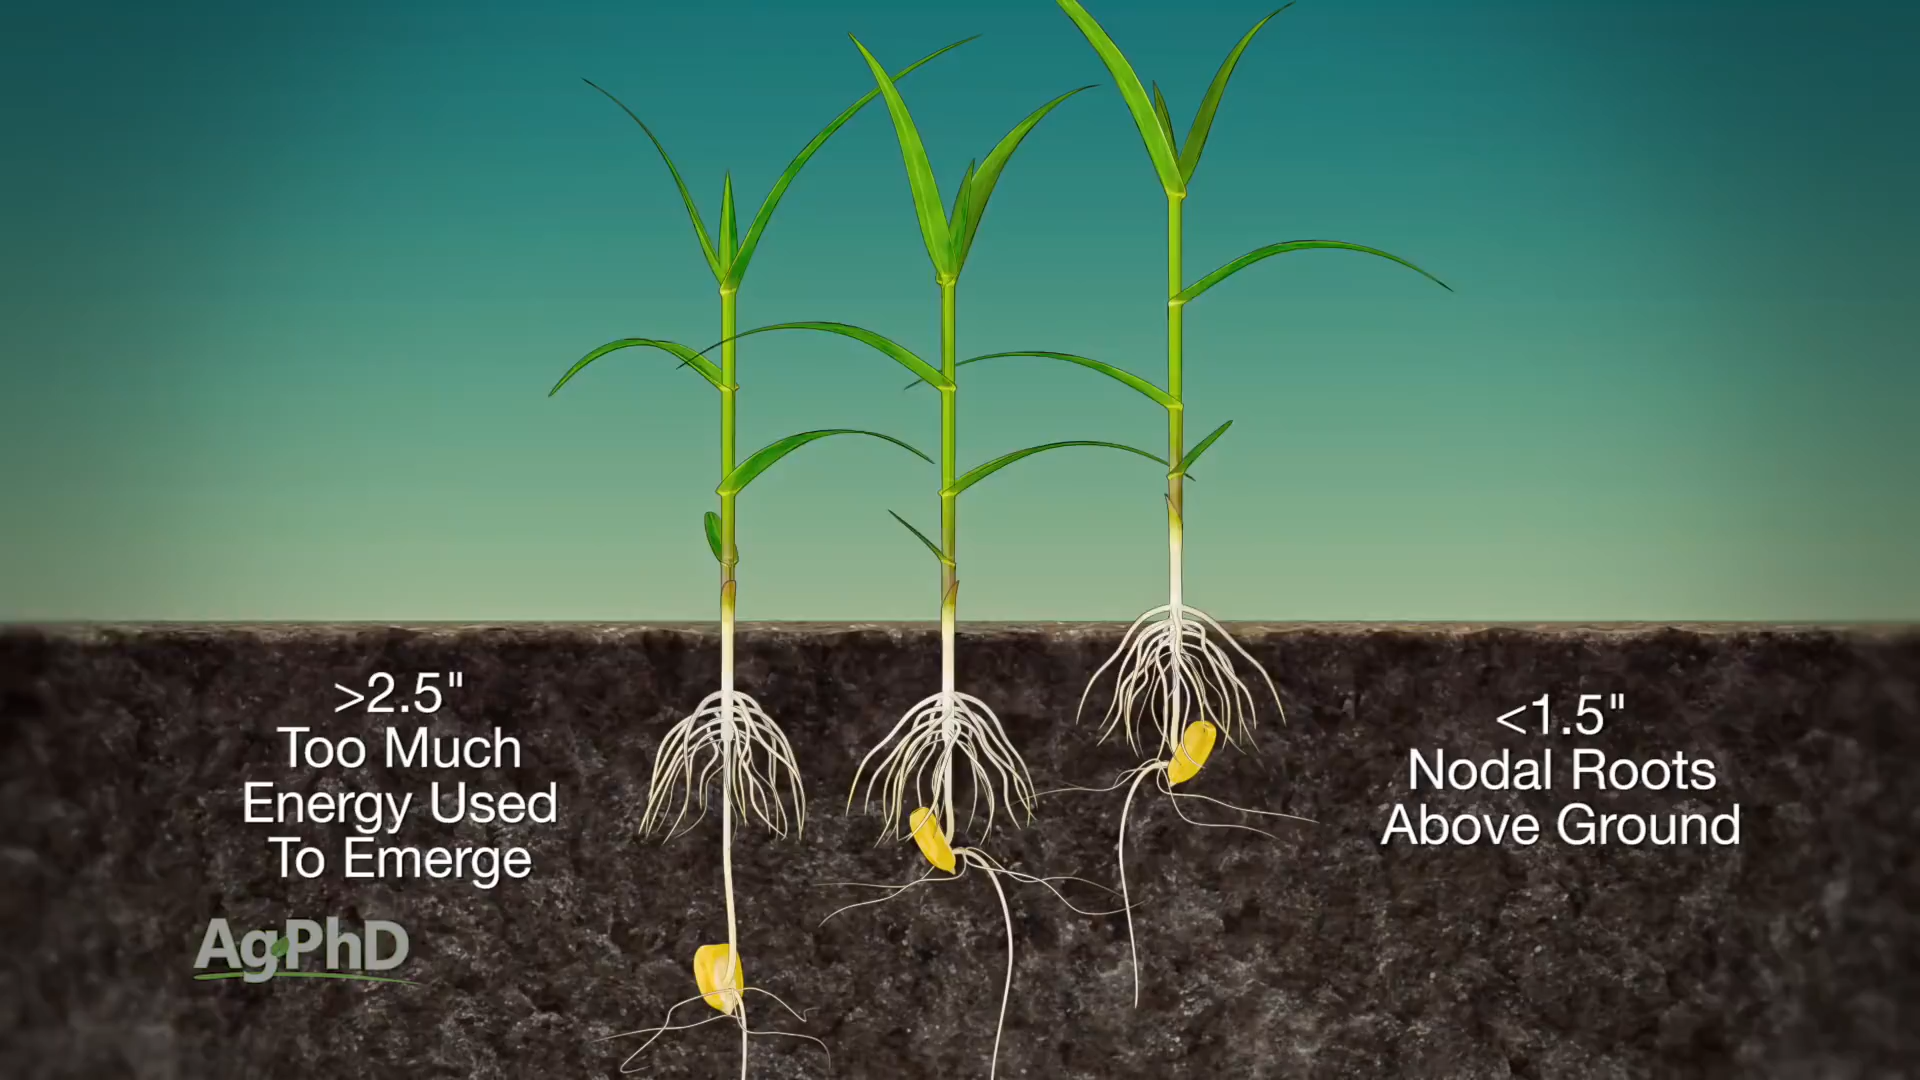 >2.5"
Too Much
Energy Used
To Emerge
<1.5"
Nodal Roots
Above Ground
AgPhD